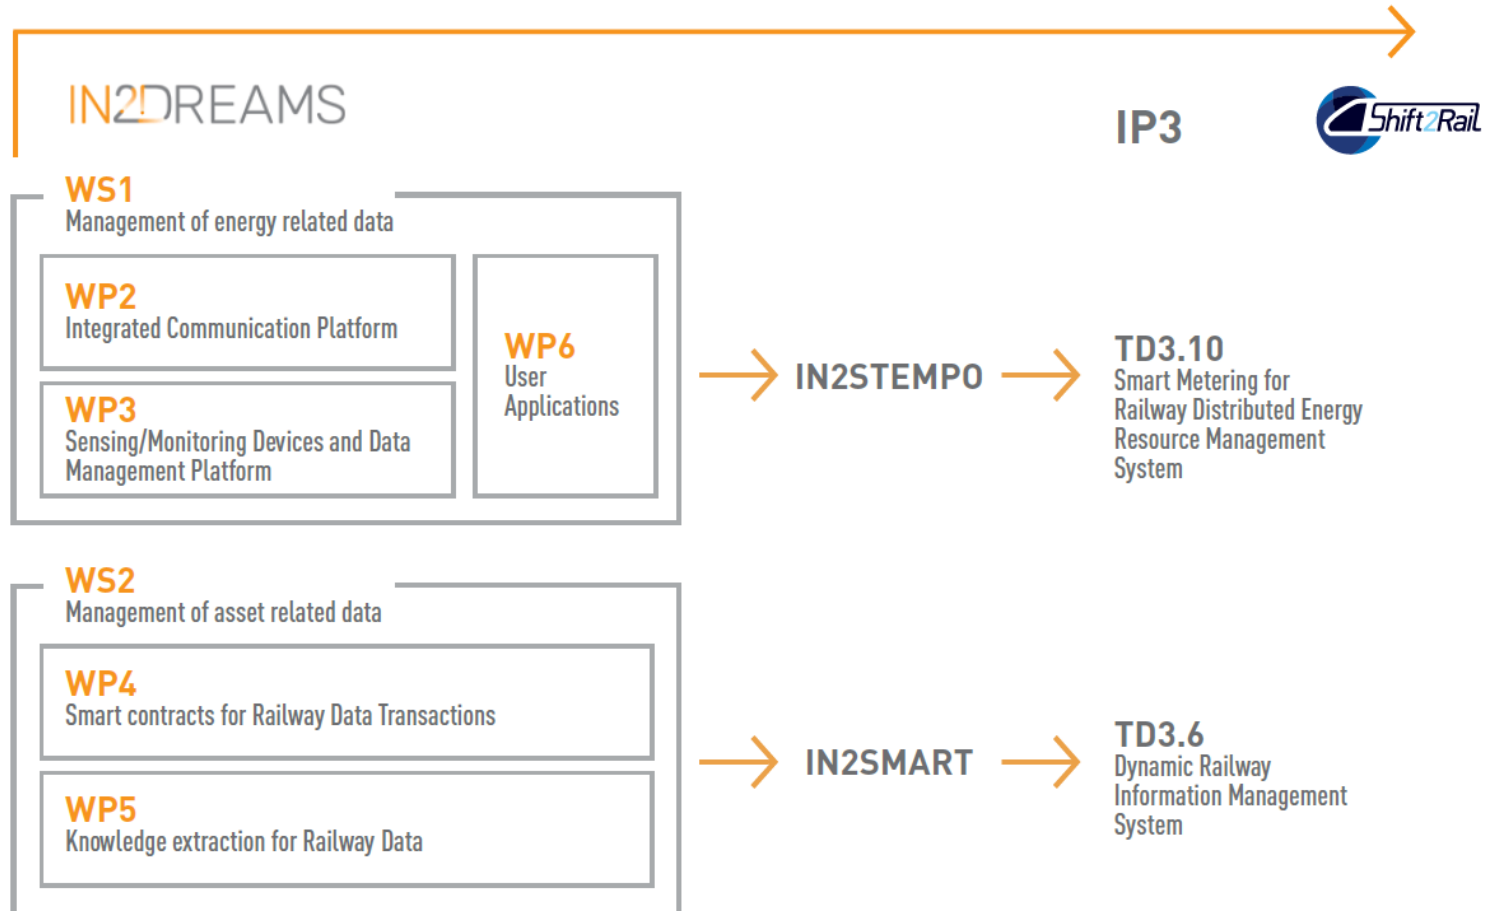 IN2DREAMS
IP3
Shift2Rail
WS1
Management of energy related data
WP2
Integrated Communication Platform
WP3
Sensing/Monitoring Devices and Data
Management Platform
WP6
User
Applications
IN2STEMPO
TD3.10
Smart Metering for
Railway Distributed Energy
Resource Management
System
WS2
Management of asset related data
WP4
Smart contracts for Railway Data Transactions
WP5
Knowledge extraction for Railway Data
IN2SMART
TD3.6
Dynamic Railway
Information Management
System